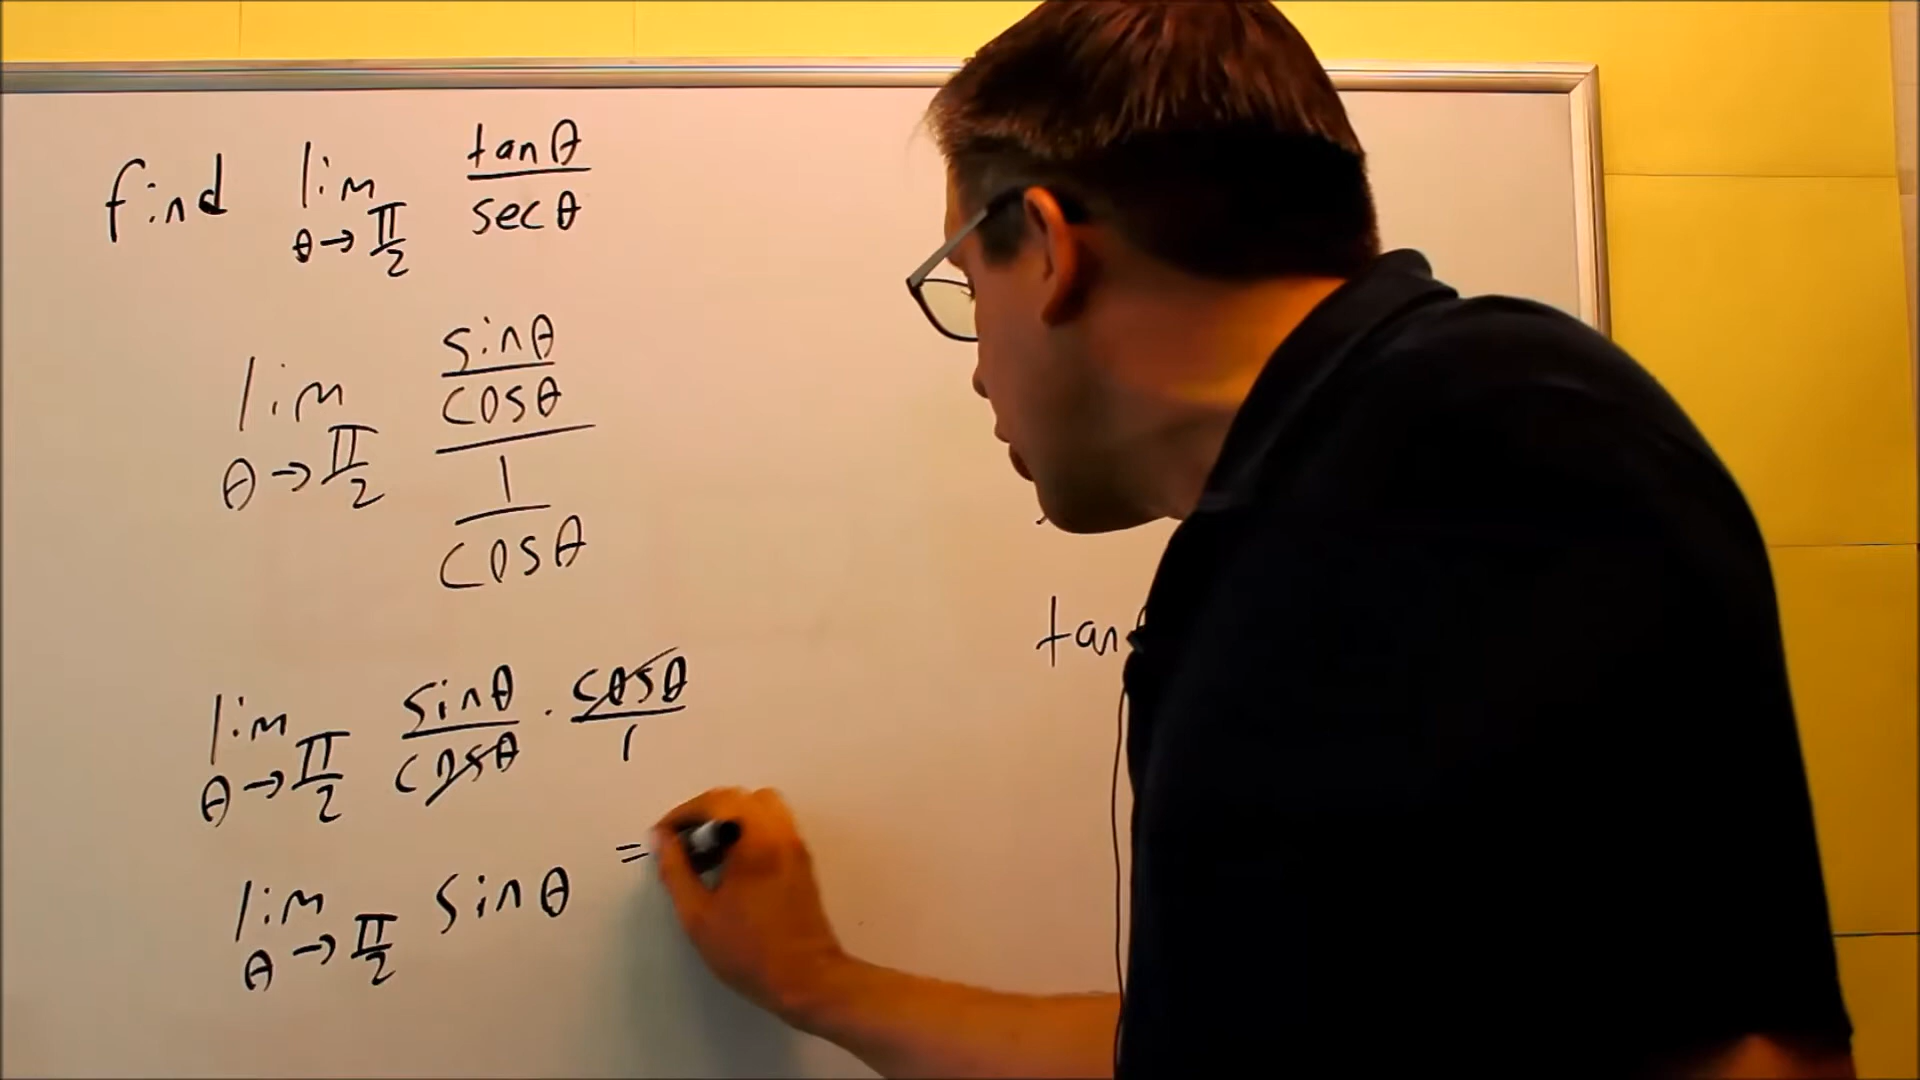 find lim θ→π/2 tanθ/secθ
lim θ→π/2 (sinθ/cosθ)/(1/cosθ)
lim θ→π/2 sinθ/cosθ · cosθ/1
lim θ→π/2 sinθ =
tan